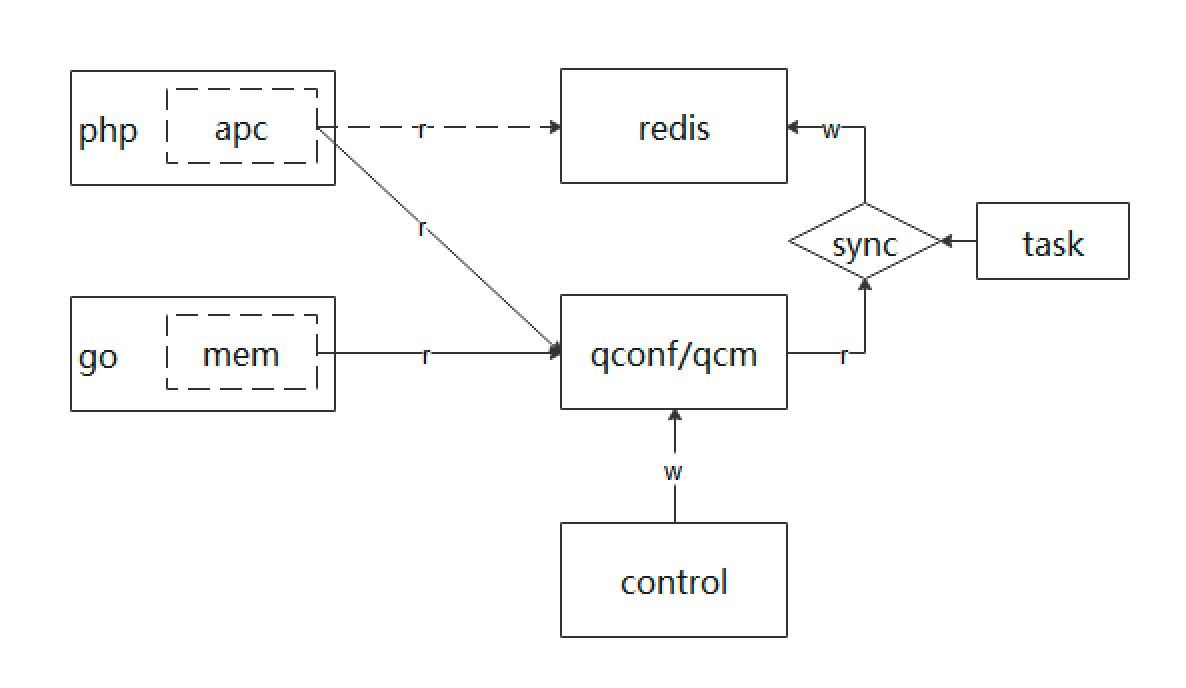 php
apc
r
redis
w
r
sync
task
go
mem
r
qconf/qcm
r
w
control